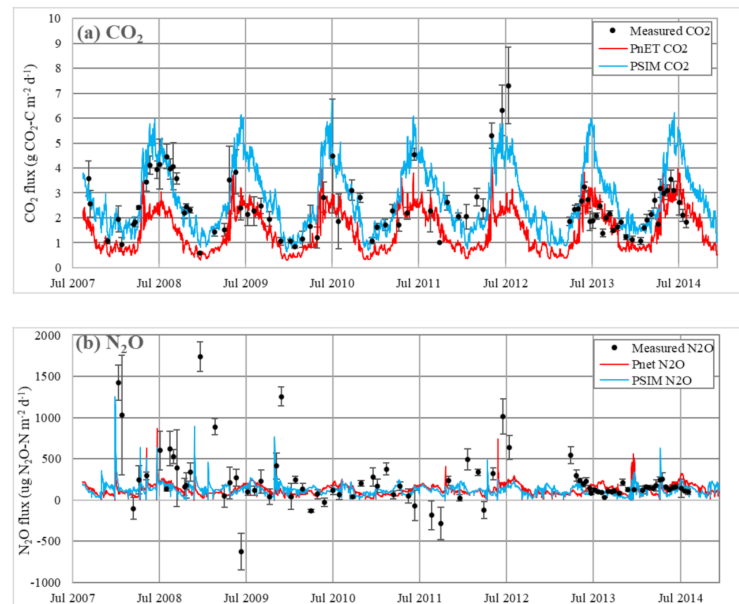 (a) CO₂
Measured CO2
PnET CO2
PSIM CO2
CO₂ flux (g CO₂-C m⁻² d⁻¹)
10
9
8
7
6
5
4
3
2
1
0
Jul 2007 Jul 2008 Jul 2009 Jul 2010 Jul 2011 Jul 2012 Jul 2013 Jul 2014
(b) N₂O
Measured N2O
Pnet N2O
PSIM N2O
N₂O flux (ug N₂O-N m⁻² d⁻¹)
2000
1500
1000
500
0
-500
-1000
Jul 2007 Jul 2008 Jul 2009 Jul 2010 Jul 2011 Jul 2012 Jul 2013 Jul 2014